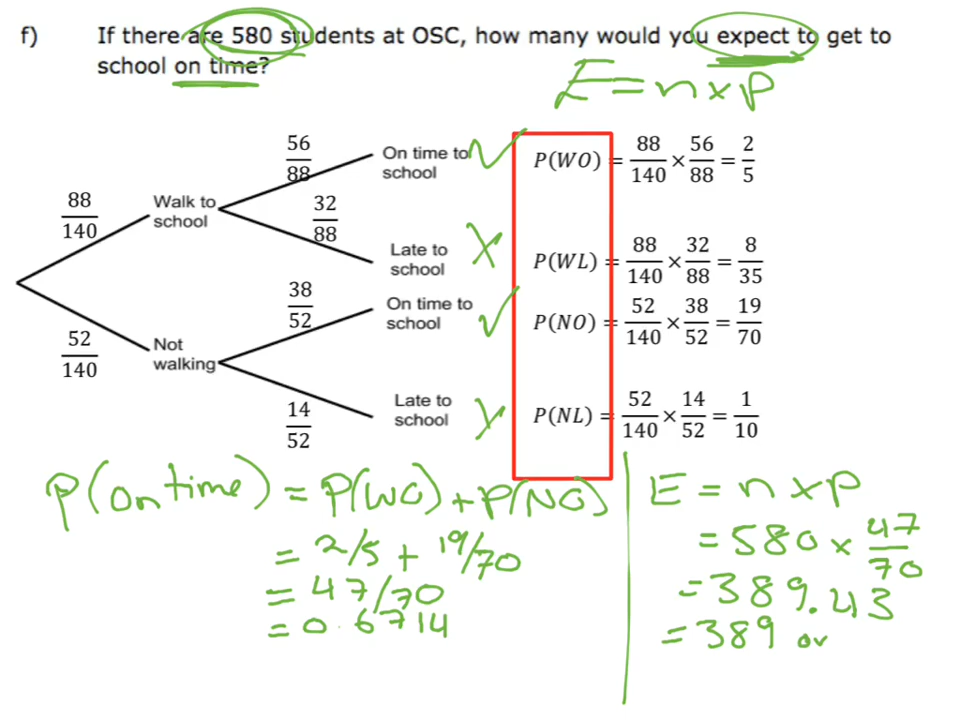 f) If there are 580 students at OSC, how many would you expect to get to
school on time?
E = n x p
56/88
On time to
school
P(WO) = 88/140 × 56/88 = 2/5
88/140
Walk to
school
32/88
Late to
school
P(WL) = 88/140 × 32/88 = 8/35
38/52
On time to
school
P(NO) = 52/140 × 38/52 = 19/70
52/140
Not
walking
14/52
Late to
school
P(NL) = 52/140 × 14/52 = 1/10
P(on time) = P(WO) + P(NO)
= 2/5 + 19/70
= 47/70
= 0.6714
E = n x p
= 580 x 47/70
= 389.43
= 389 or